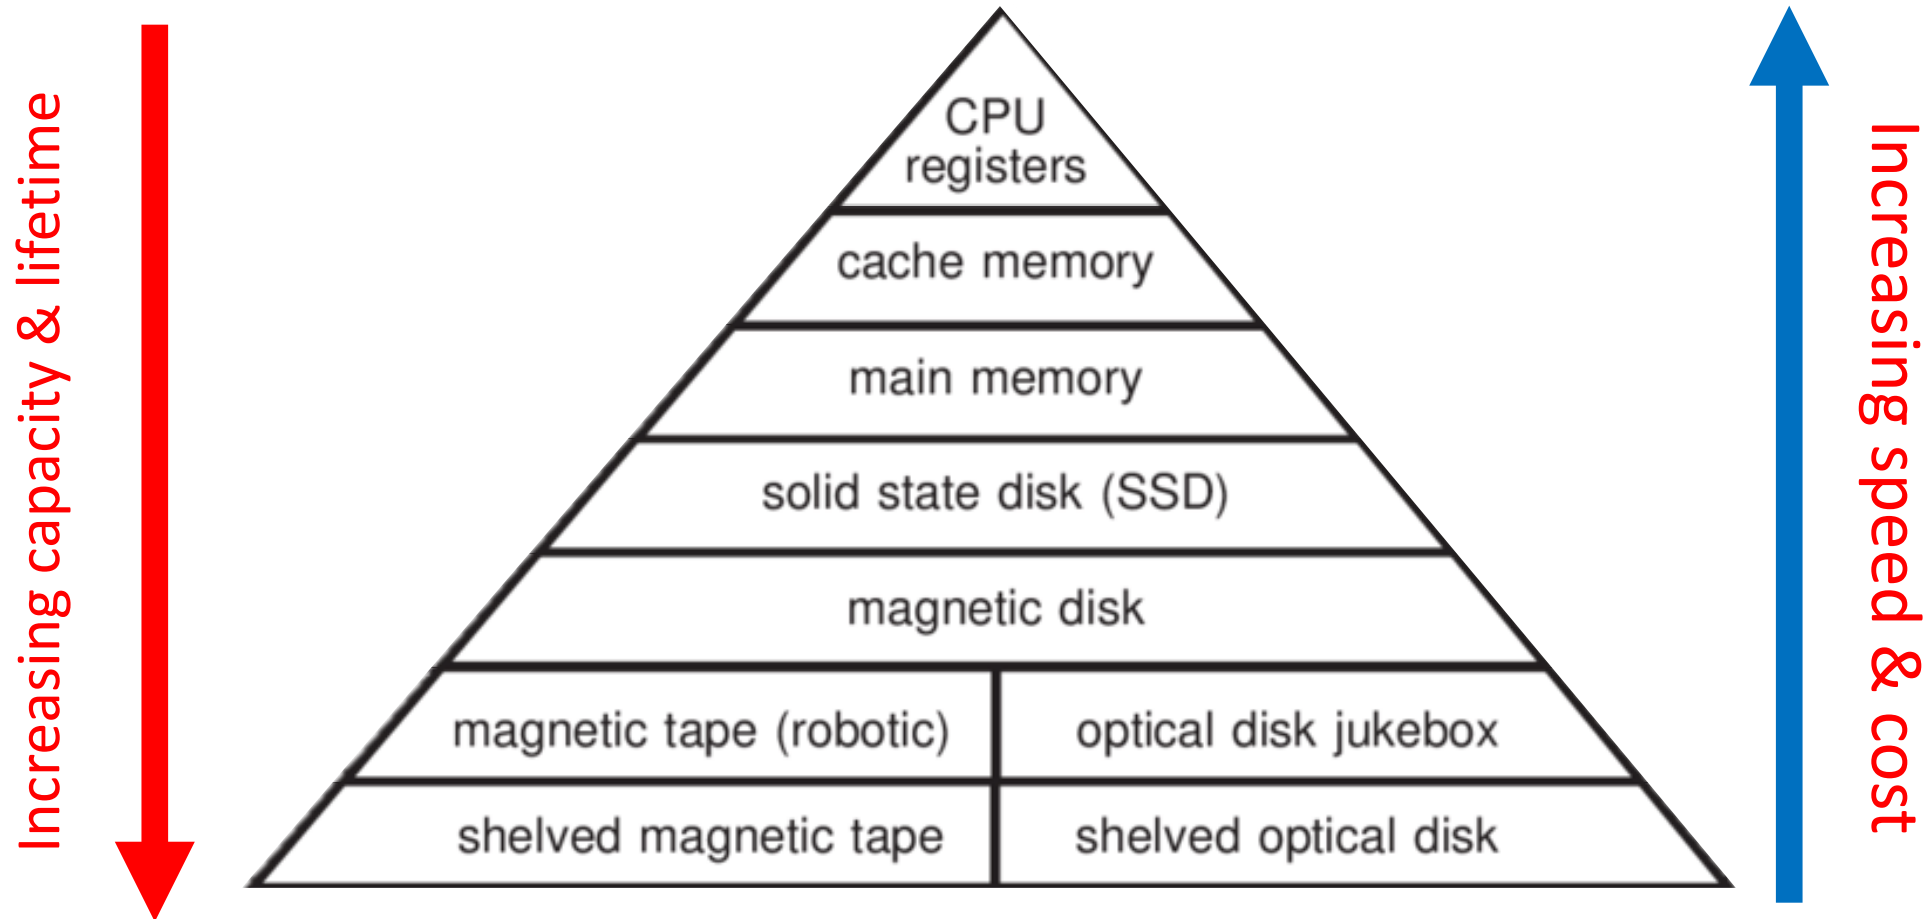 Increasing capacity & lifetime
CPU
registers
cache memory
main memory
solid state disk (SSD)
magnetic disk
magnetic tape (robotic)
optical disk jukebox
shelved magnetic tape
shelved optical disk
Increasing speed & cost